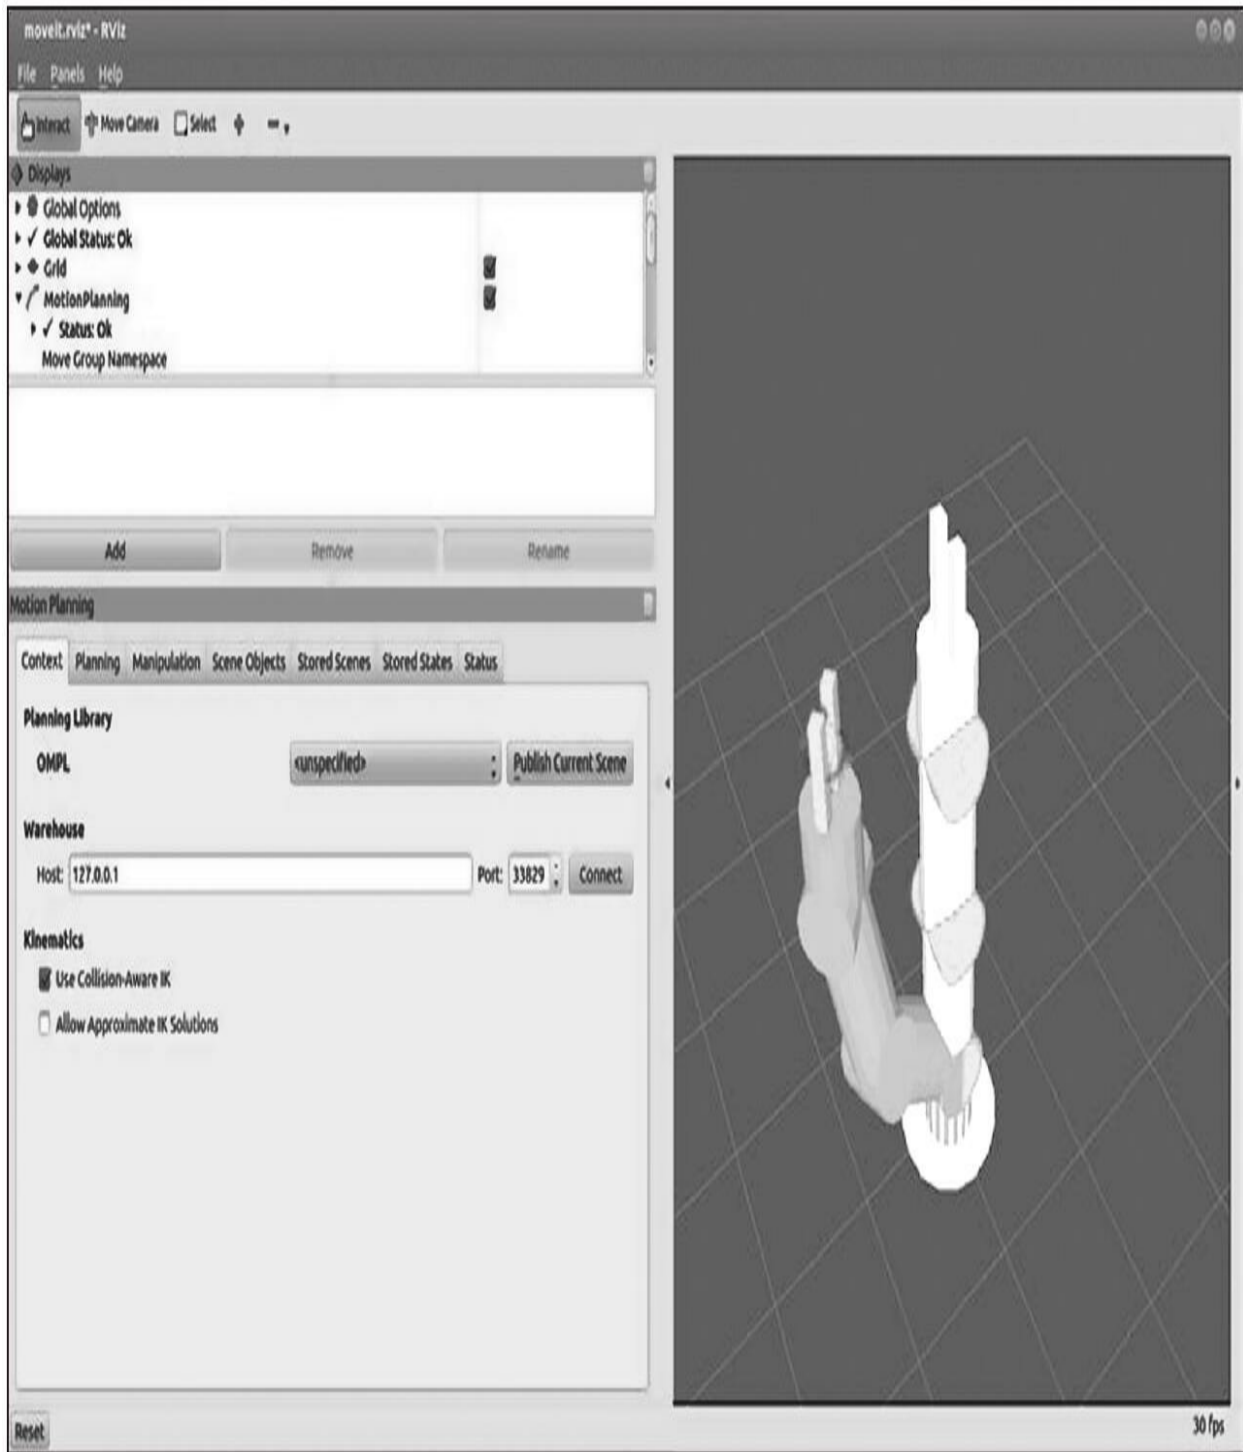 moveit.rviz* - RViz
File Panels Help
Interact Move Camera Select
Displays
Global Options
Global Status: Ok
Grid
MotionPlanning
Status: Ok
Move Group Namespace
Add Remove Rename
Motion Planning
Context Planning Manipulation Scene Objects Stored Scenes Stored States Status
Planning Library
OMPL <unspecified> Publish Current Scene
Warehouse
Host: 127.0.0.1 Port: 33829 Connect
Kinematics
Use Collision-Aware IK
Allow Approximate IK Solutions
Reset 30 fps